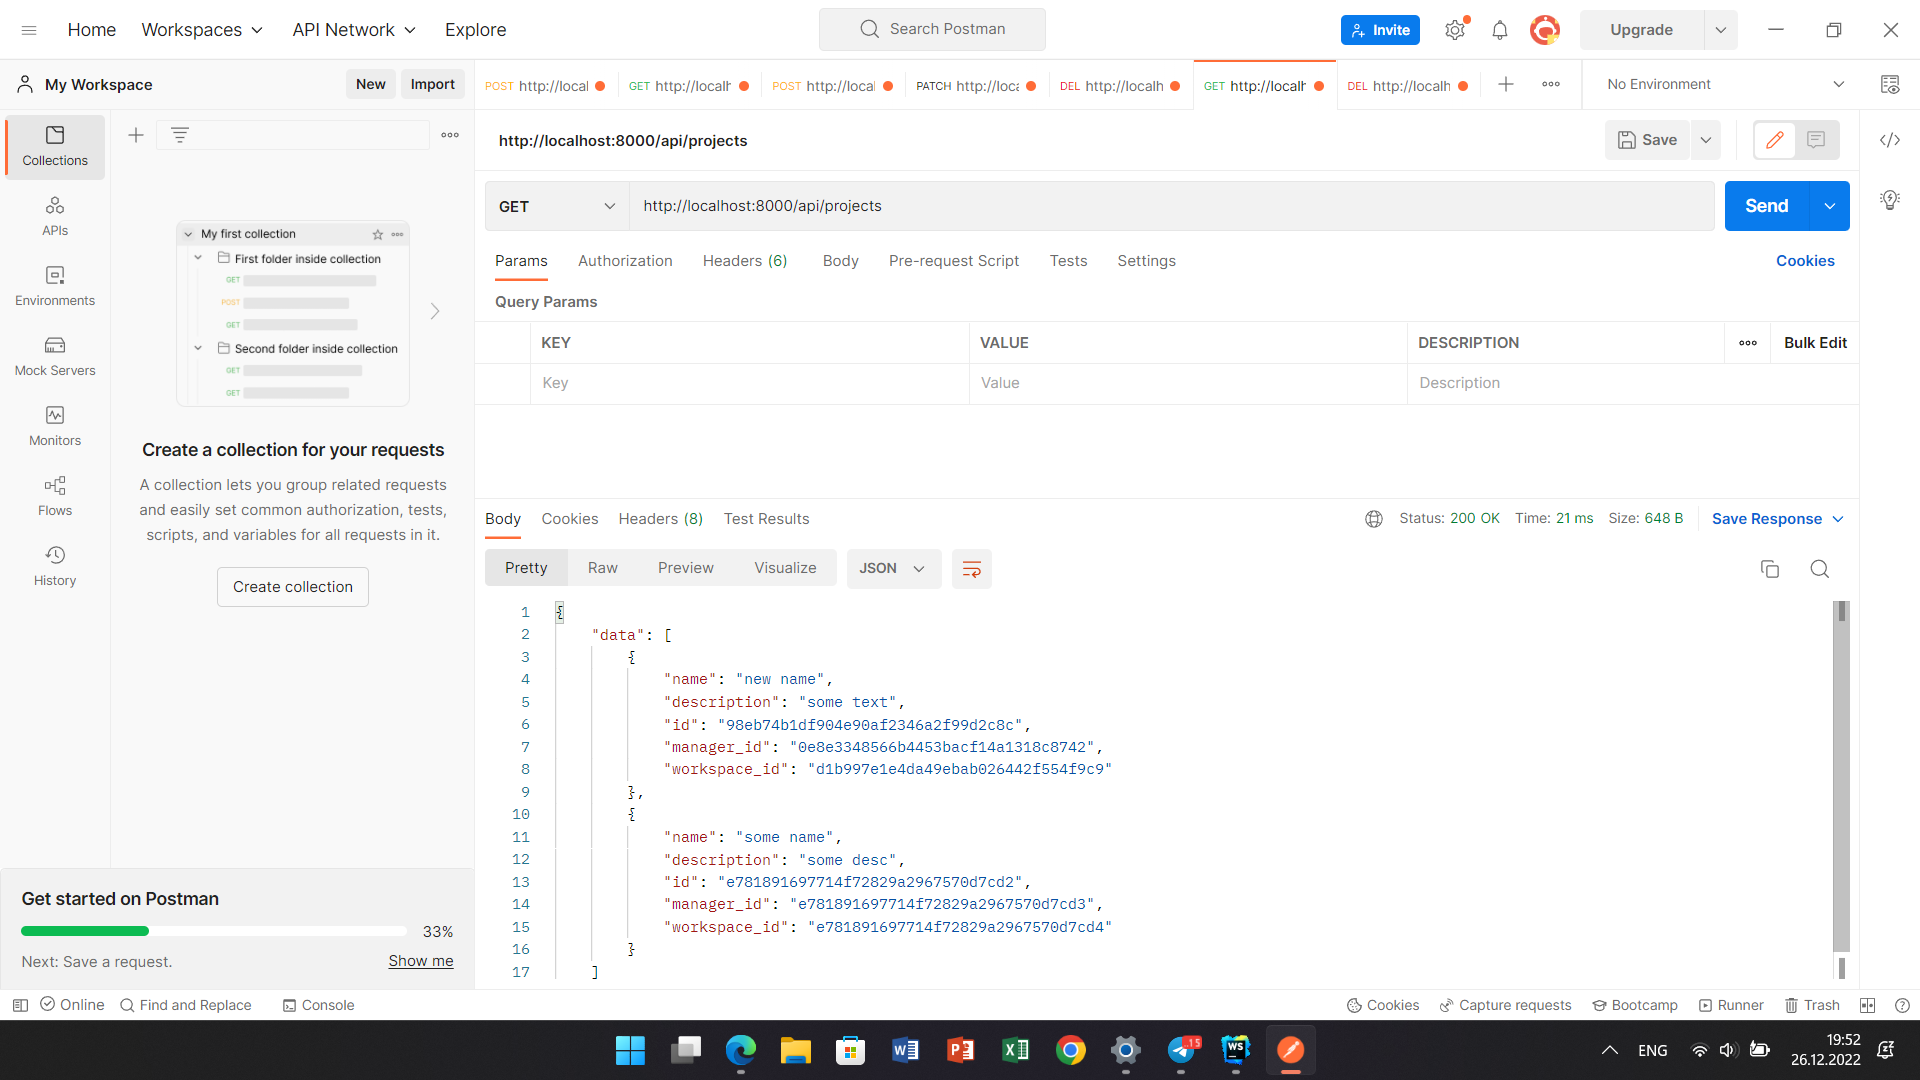 Home
Workspaces
API Network
Explore
Search Postman
Invite
Upgrade
My Workspace
New
Import
POST http://local
GET http://localh
POST http://local
PATCH http://loca
DEL http://localh
GET http://localh
DEL http://localh
No Environment
Collections
APIs
Environments
Mock Servers
Monitors
Flows
History
My first collection
First folder inside collection
GET
POST
GET
Second folder inside collection
GET
GET
Create a collection for your requests
A collection lets you group related requests
and easily set common authorization, tests,
scripts, and variables for all requests in it.
Create collection
Get started on Postman
33%
Next: Save a request.
Show me
http://localhost:8000/api/projects
Save
GET
http://localhost:8000/api/projects
Send
Params
Authorization
Headers (6)
Body
Pre-request Script
Tests
Settings
Cookies
Query Params
KEY
VALUE
DESCRIPTION
Bulk Edit
Key
Value
Description
Body
Cookies
Headers (8)
Test Results
Status: 200 OK
Time: 21 ms
Size: 648 B
Save Response
Pretty
Raw
Preview
Visualize
JSON
1 {
2 "data": [
3 {
4 "name": "new name",
5 "description": "some text",
6 "id": "98eb74b1df904e90af2346a2f99d2c8c",
7 "manager_id": "0e8e3348566b4453bacf14a1318c8742",
8 "workspace_id": "d1b997e1e4da49ebab026442f554f9c9"
9 },
10 {
11 "name": "some name",
12 "description": "some desc",
13 "id": "e781891697714f72829a2967570d7cd2",
14 "manager_id": "e781891697714f72829a2967570d7cd3",
15 "workspace_id": "e781891697714f72829a2967570d7cd4"
16 }
17 ]
Online
Find and Replace
Console
Cookies
Capture requests
Bootcamp
Runner
Trash
15
WS
ENG
19:52
26.12.2022